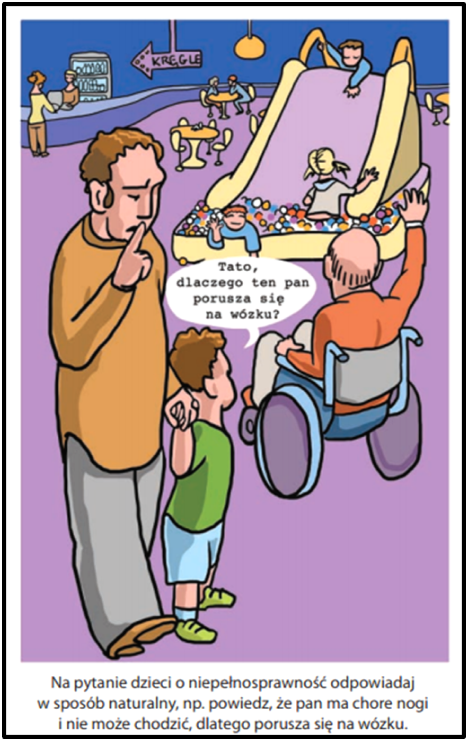 KRĘGLE
Tato,
dlaczego ten pan
porusza się
na wózku?
Na pytanie dzieci o niepełnosprawność odpowiadaj
w sposób naturalny, np. powiedz, że pan ma chore nogi
i nie może chodzić, dlatego porusza się na wózku.